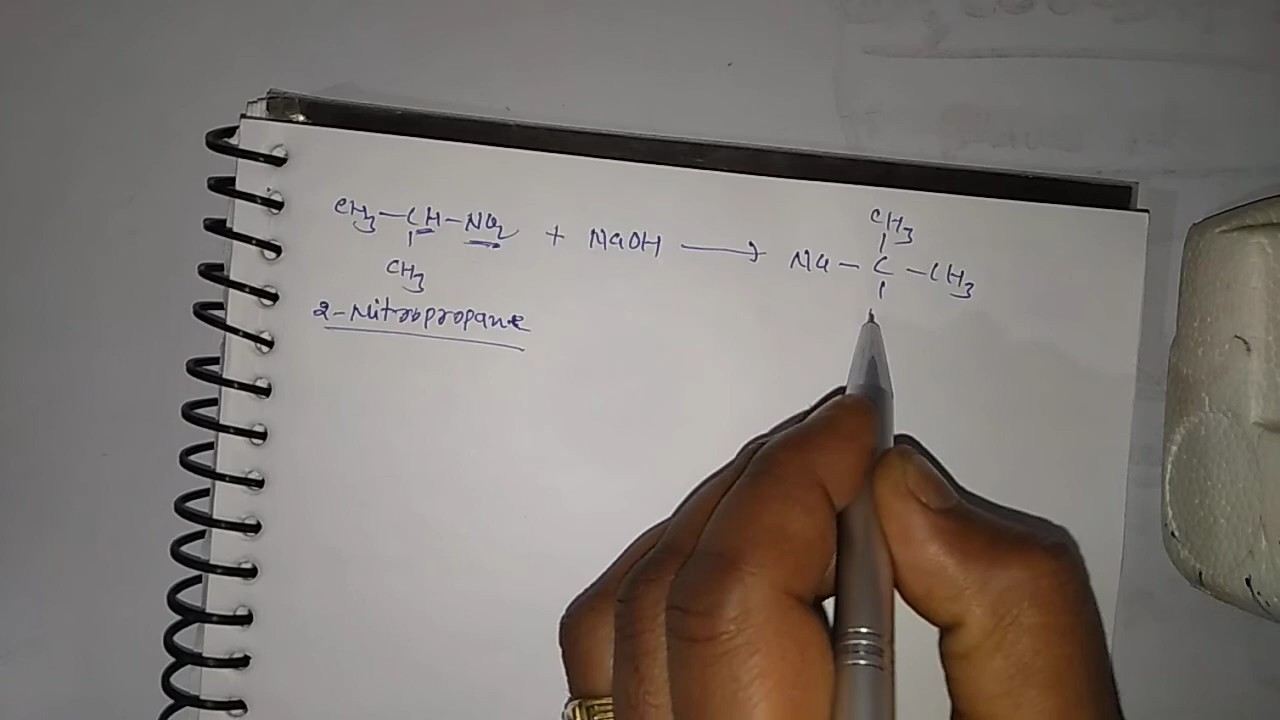 CH3-CH-NO2 + NaOH ⟶ Na-C-CH3
CH3
CH3
2-Nitropropane